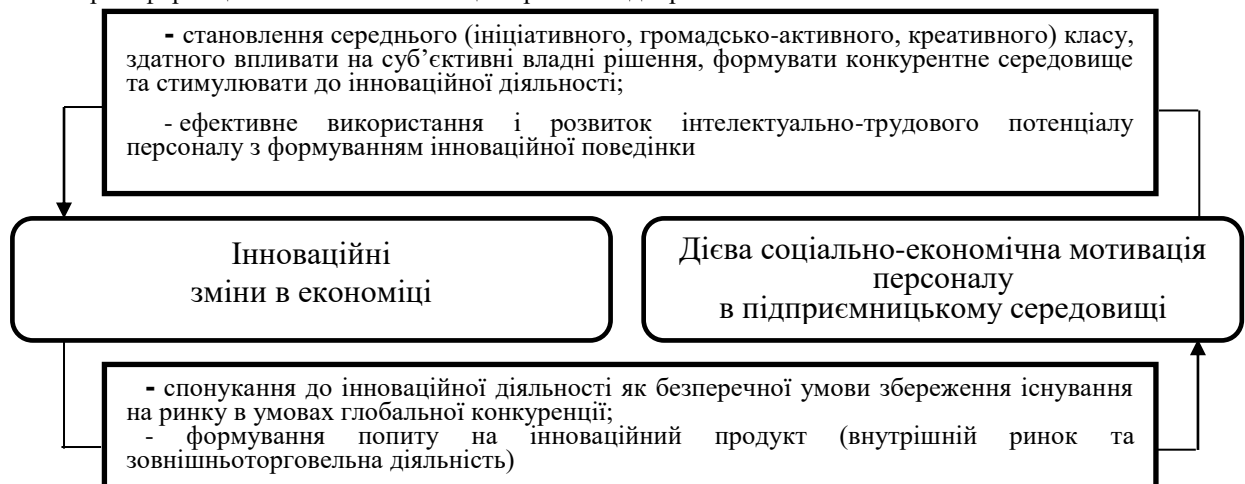 - становлення середнього (ініціативного, громадсько-активного, креативного) класу,
здатного впливати на суб’єктивні владні рішення, формувати конкурентне середовище
та стимулювати до інноваційної діяльності;
- ефективне використання і розвиток інтелектуально-трудового потенціалу
персоналу з формуванням інноваційної поведінки
Інноваційні
зміни в економіці
Дієва соціально-економічна мотивація
персоналу
в підприємницькому середовищі
- спонукання до інноваційної діяльності як безперечної умови збереження існування
на ринку в умовах глобальної конкуренції;
- формування попиту на інноваційний продукт (внутрішній ринок та
зовнішньоторговельна діяльність)